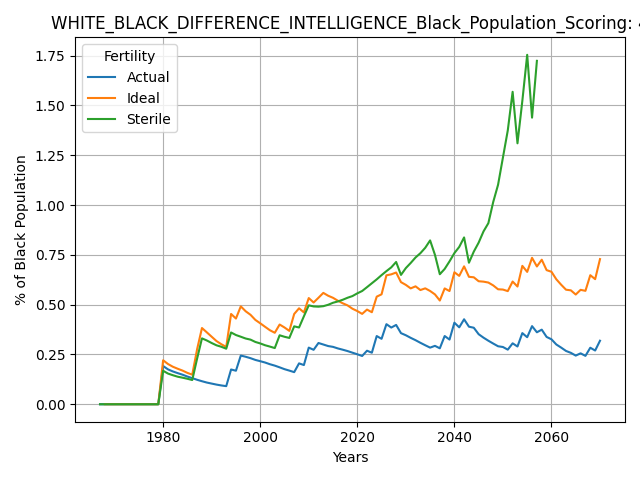 WHITE_BLACK_DIFFERENCE_INTELLIGENCE_Black_Population_Scoring:
Fertility
Actual
Ideal
Sterile
% of Black Population
1.75
1.50
1.25
1.00
0.75
0.50
0.25
0.00
1980 2000 2020 2040 2060
Years